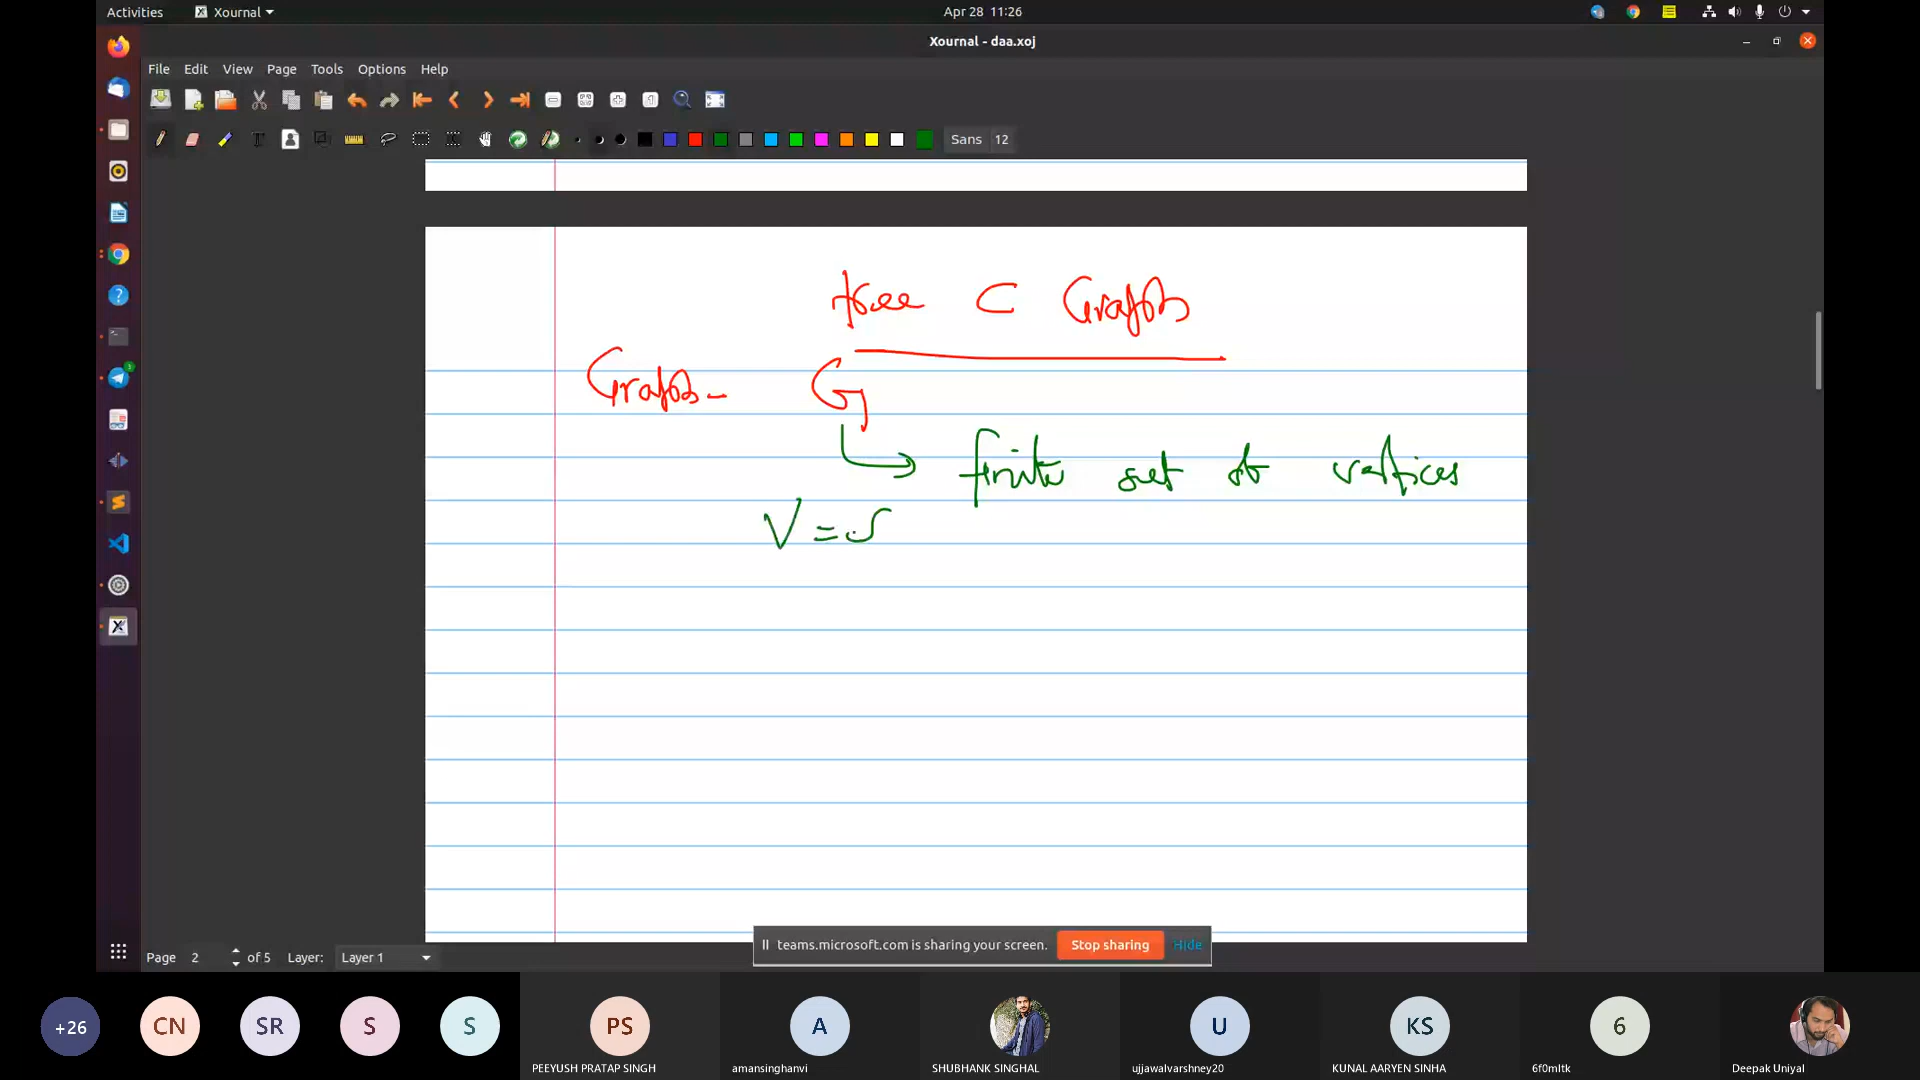 Activities Xournal Apr 28 11:26
Xournal - daa.xoj
File Edit View Page Tools Options Help
Sans 12
tree ⊂ Graph
Graph - G
finite set of vertices
V =
Page 2 of 5 Layer: Layer 1
teams.microsoft.com is sharing your screen. Stop sharing Hide
+26 CN SR S S PS A U KS 6
PEEYUSH PRATAP SINGH amansinghanvi SHUBHANK SINGHAL ujjawalvarshney20 KUNAL AARYEN SINHA 6f0mltk Deepak Uniyal